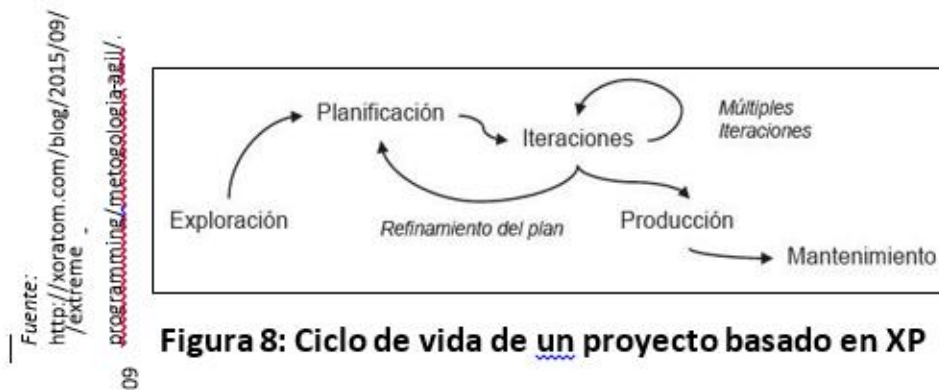 Fuente:
http://xoratom.com/blog/2015/09/
/extreme -
programming/metogologia-agil/.
09
Planificación
Iteraciones
Múltiples
Iteraciones
Exploración
Refinamiento del plan
Producción
Mantenimiento
Figura 8: Ciclo de vida de un proyecto basado en XP